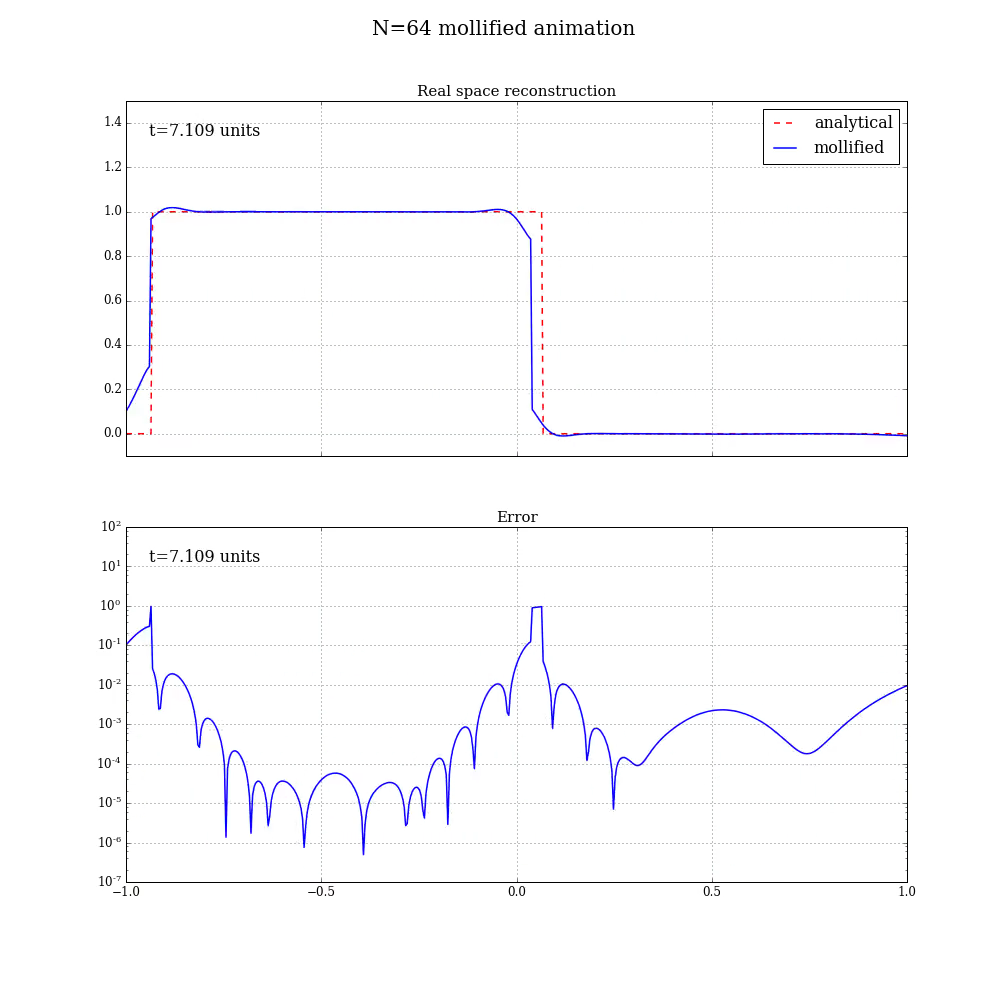 N=64 mollified animation
Real space reconstruction
t=7.109 units
analytical
mollified
1.4
1.2
1.0
0.8
0.6
0.4
0.2
0.0
Error
t=7.109 units
10²
10¹
10⁰
10⁻¹
10⁻²
10⁻³
10⁻⁴
10⁻⁵
10⁻⁶
10⁻⁷
−1.0 −0.5 0.0 0.5 1.0